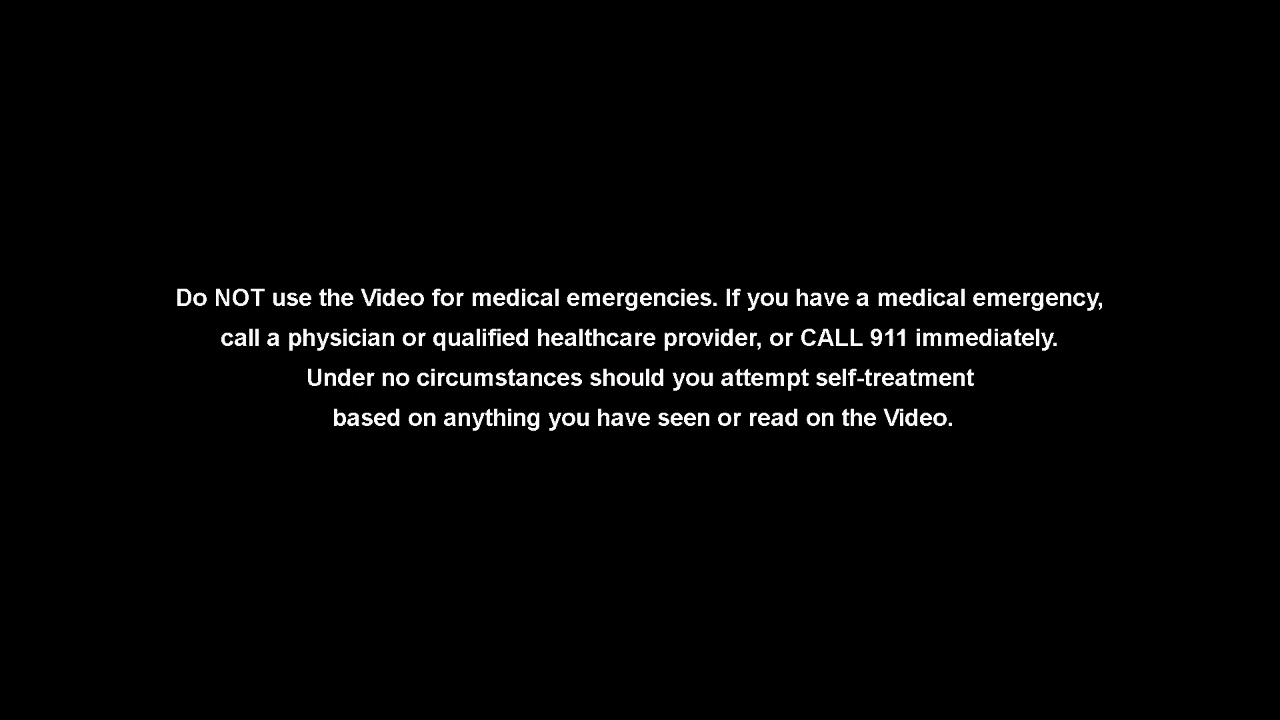 Do NOT use the Video for medical emergencies. If you have a medical emergency,
call a physician or qualified healthcare provider, or CALL 911 immediately.
Under no circumstances should you attempt self-treatment
based on anything you have seen or read on the Video.